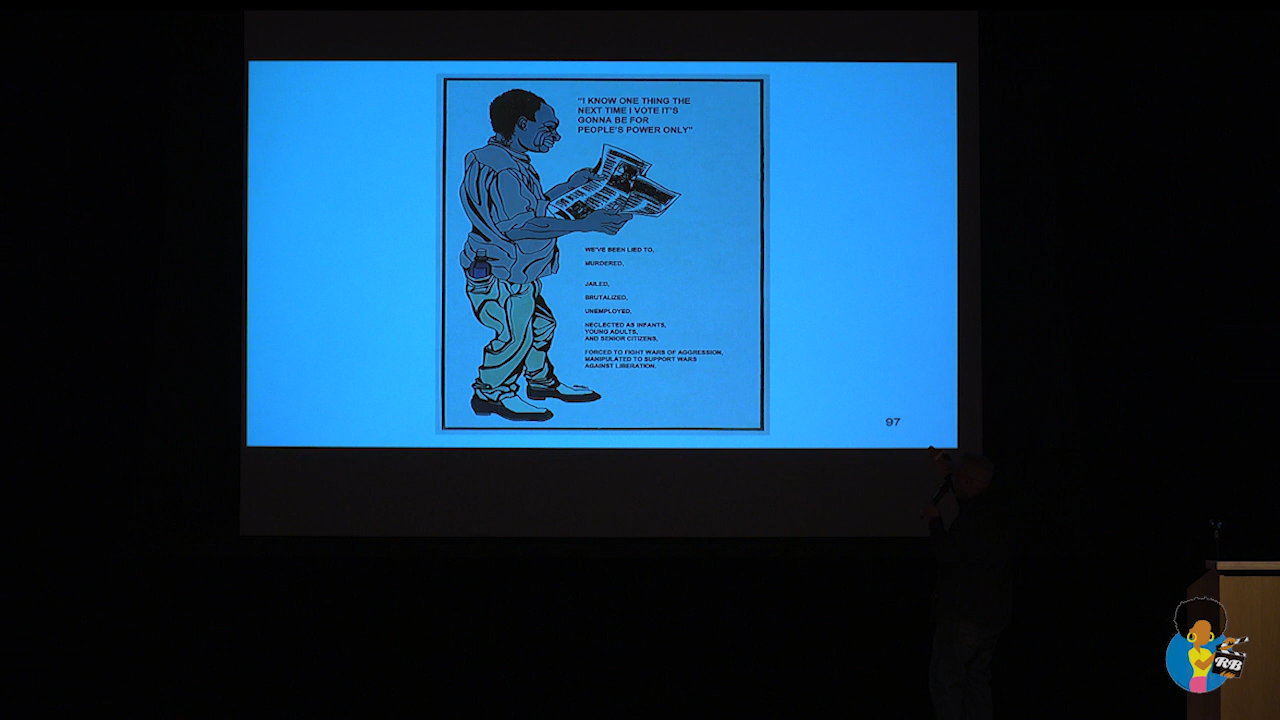 "I KNOW ONE THING THE
NEXT TIME I VOTE IT'S
GONNA BE FOR
PEOPLE'S POWER ONLY"
WE'VE BEEN LIED TO,
MURDERED,
JAILED,
BRUTALIZED,
UNEMPLOYED,
NEGLECTED AS INFANTS,
YOUNG ADULTS,
AND SENIOR CITIZENS,
FORCED TO FIGHT WARS OF AGGRESSION,
MANIPULATED TO SUPPORT WARS
AGAINST LIBERATION.
97
RB